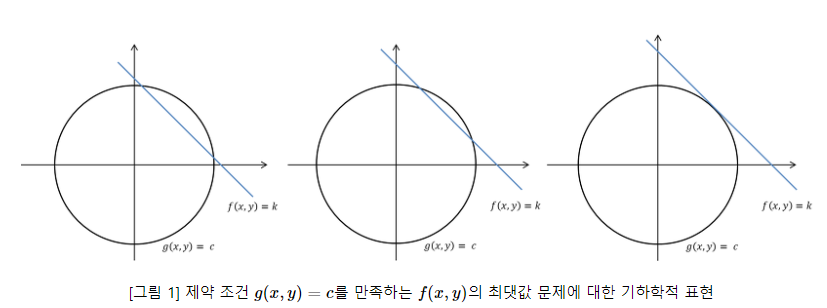 f(x,y) = k
f(x,y) = k
f(x,y) = k
g(x,y) = c
g(x,y) = c
g(x,y) = c
[그림 1] 제약 조건 g(x, y) = c를 만족하는 f(x, y)의 최댓값 문제에 대한 기하학적 표현